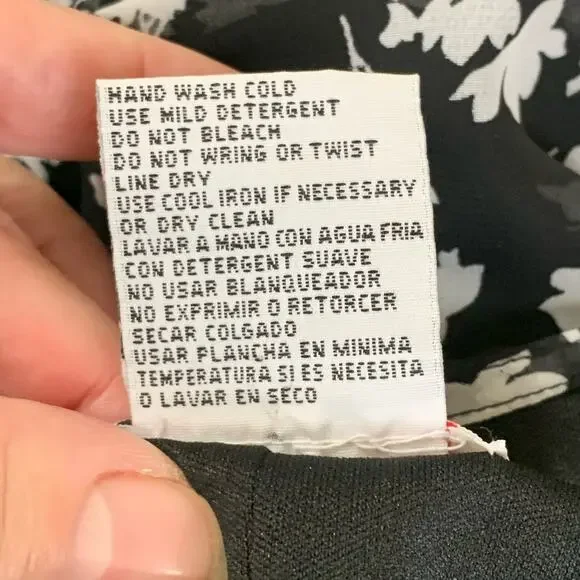 HAND WASH COLD
USE MILD DETERGENT
DO NOT BLEACH
DO NOT WRING OR TWIST
LINE DRY
USE COOL IRON IF NECESSARY
OR DRY CLEAN
LAVAR A MANO CON AGUA FRIA
CON DETERGENT SUAVE
NO USAR BLANQUEADOR
NO EXPRIMIR O RETORCER
SECAR COLGADO
USAR PLANCHA EN MINIMA
TEMPERATURA SI ES NECESITA
O LAVAR EN SECO